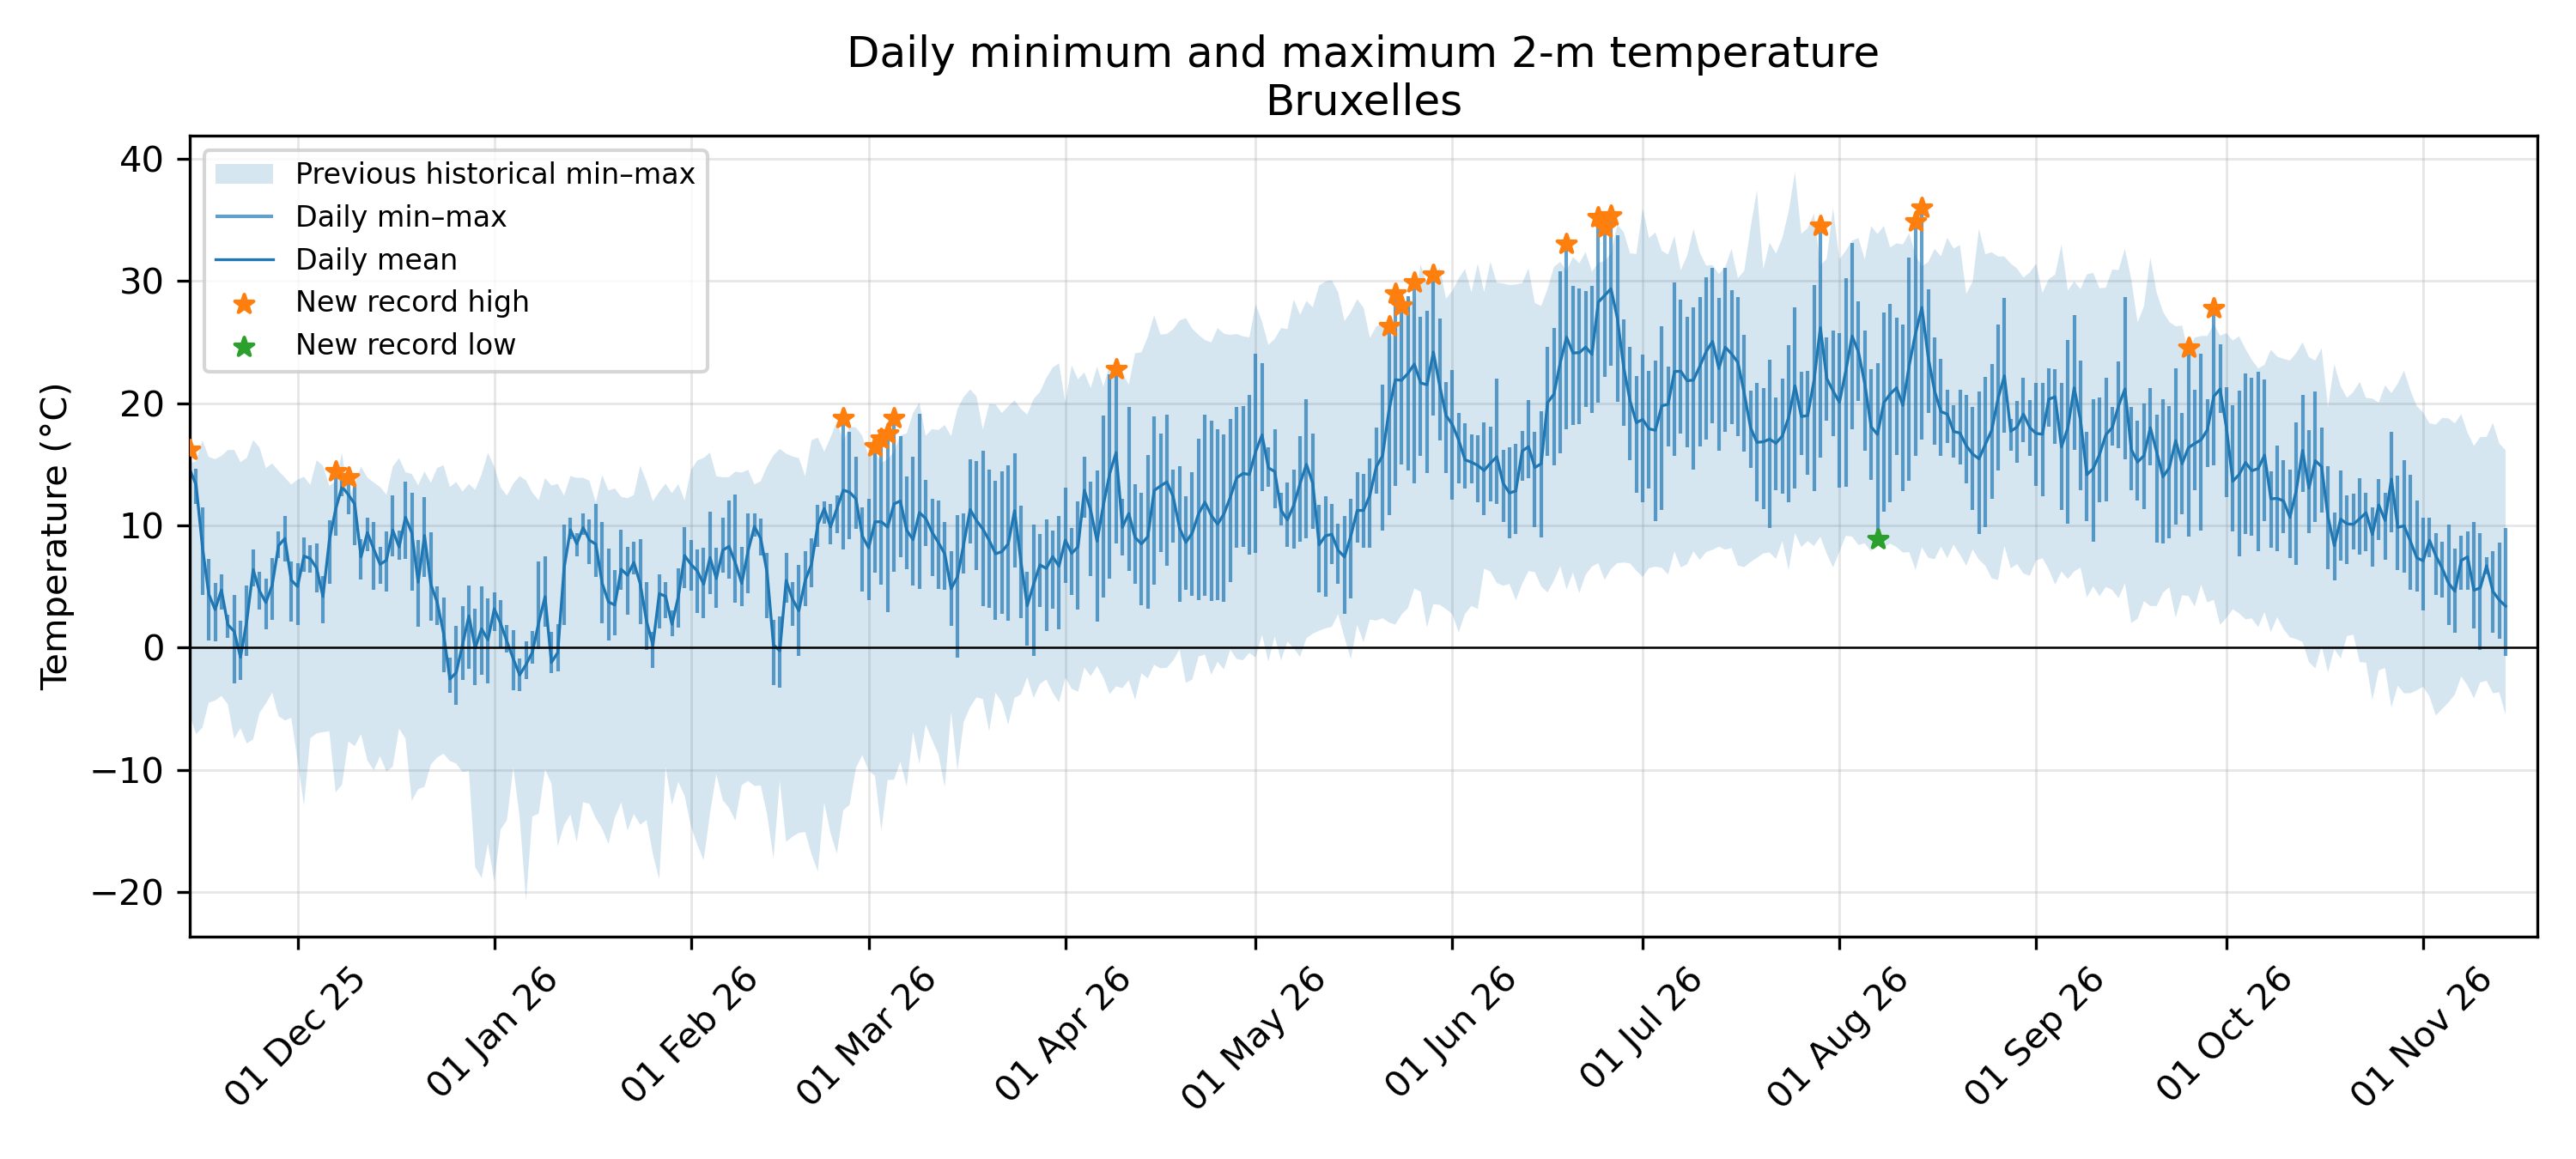 Daily minimum and maximum 2-m temperature
Bruxelles
Temperature (°C)
40
30
20
10
0
−10
−20
Previous historical min–max
Daily min–max
Daily mean
New record high
New record low
01 Dec 25
01 Jan 26
01 Feb 26
01 Mar 26
01 Apr 26
01 May 26
01 Jun 26
01 Jul 26
01 Aug 26
01 Sep 26
01 Oct 26
01 Nov 26